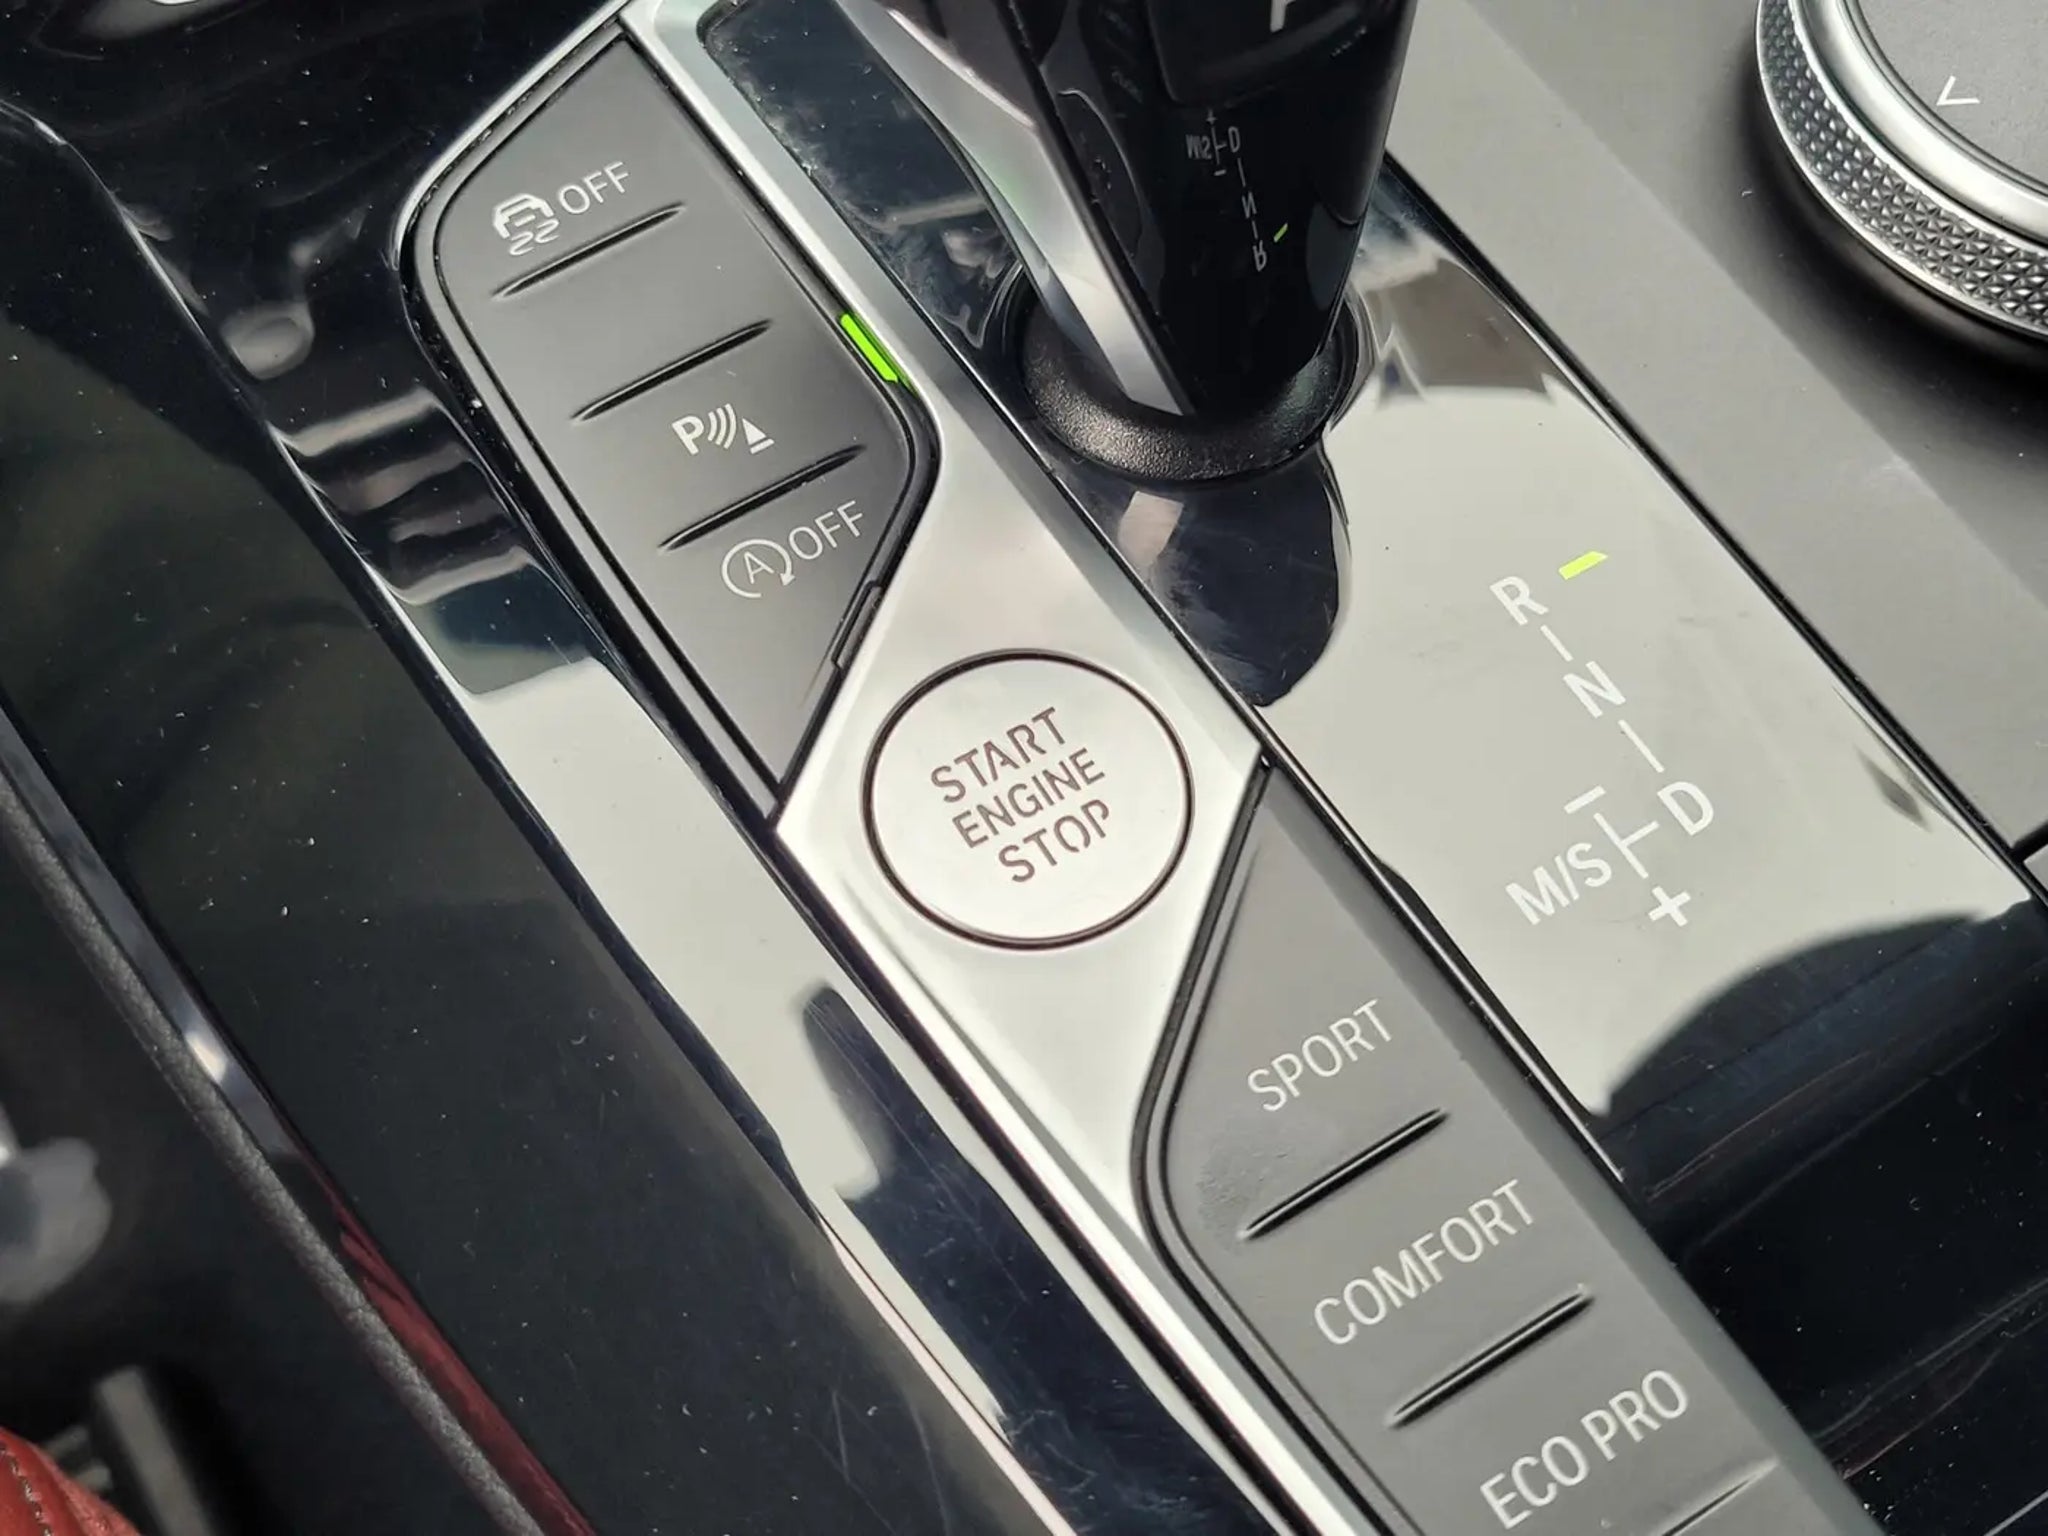 P
OFF
P
A OFF
START
ENGINE
STOP
R
N
D
M/S
+
SPORT
COMFORT
ECO PRO